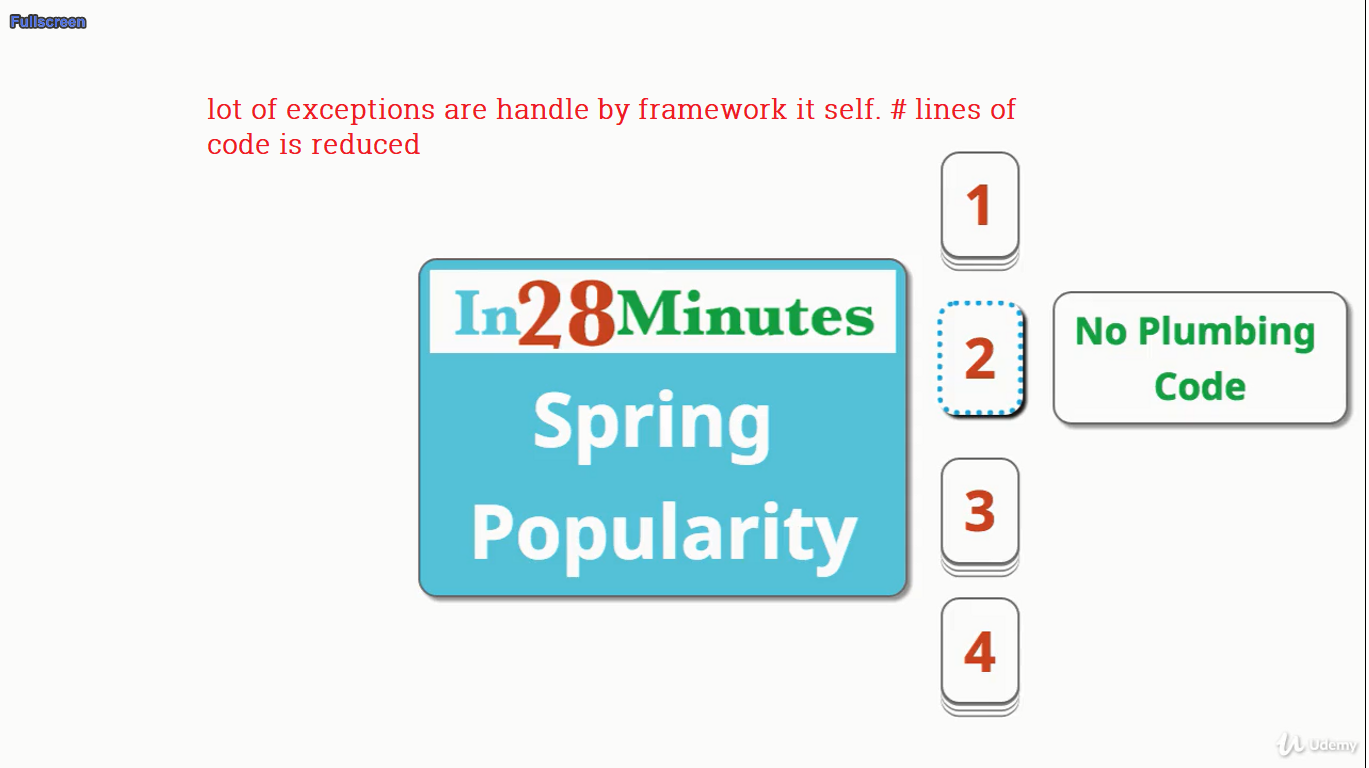 Fullscreen
lot of exceptions are handle by framework it self. # lines of
code is reduced
1
In28Minutes
2
No Plumbing
Code
Spring
Popularity
3
4
Udemy